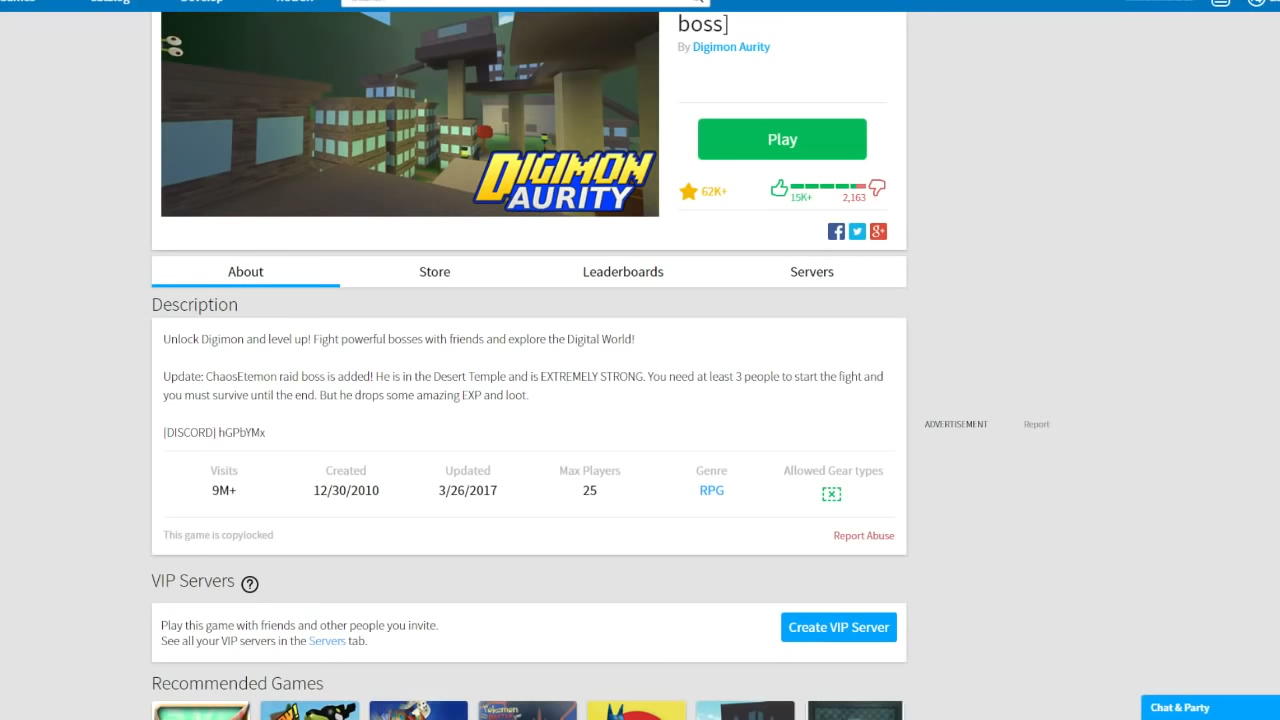 boss]
By Digimon Aurity
DIGIMON
AURITY
Play
62K+
15K+
2,163
About Store Leaderboards Servers
Description
Unlock Digimon and level up! Fight powerful bosses with friends and explore the Digital World!
Update: ChaosEtemon raid boss is added! He is in the Desert Temple and is EXTREMELY STRONG. You need at least 3 people to start the fight and
you must survive until the end. But he drops some amazing EXP and loot.
[DISCORD] hGPbYMx
ADVERTISEMENT Report
Visits Created Updated Max Players Genre Allowed Gear types
9M+ 12/30/2010 3/26/2017 25 RPG
This game is copylocked Report Abuse
VIP Servers ?
Play this game with friends and other people you invite.
See all your VIP servers in the Servers tab.
Create VIP Server
Recommended Games
Chat & Party